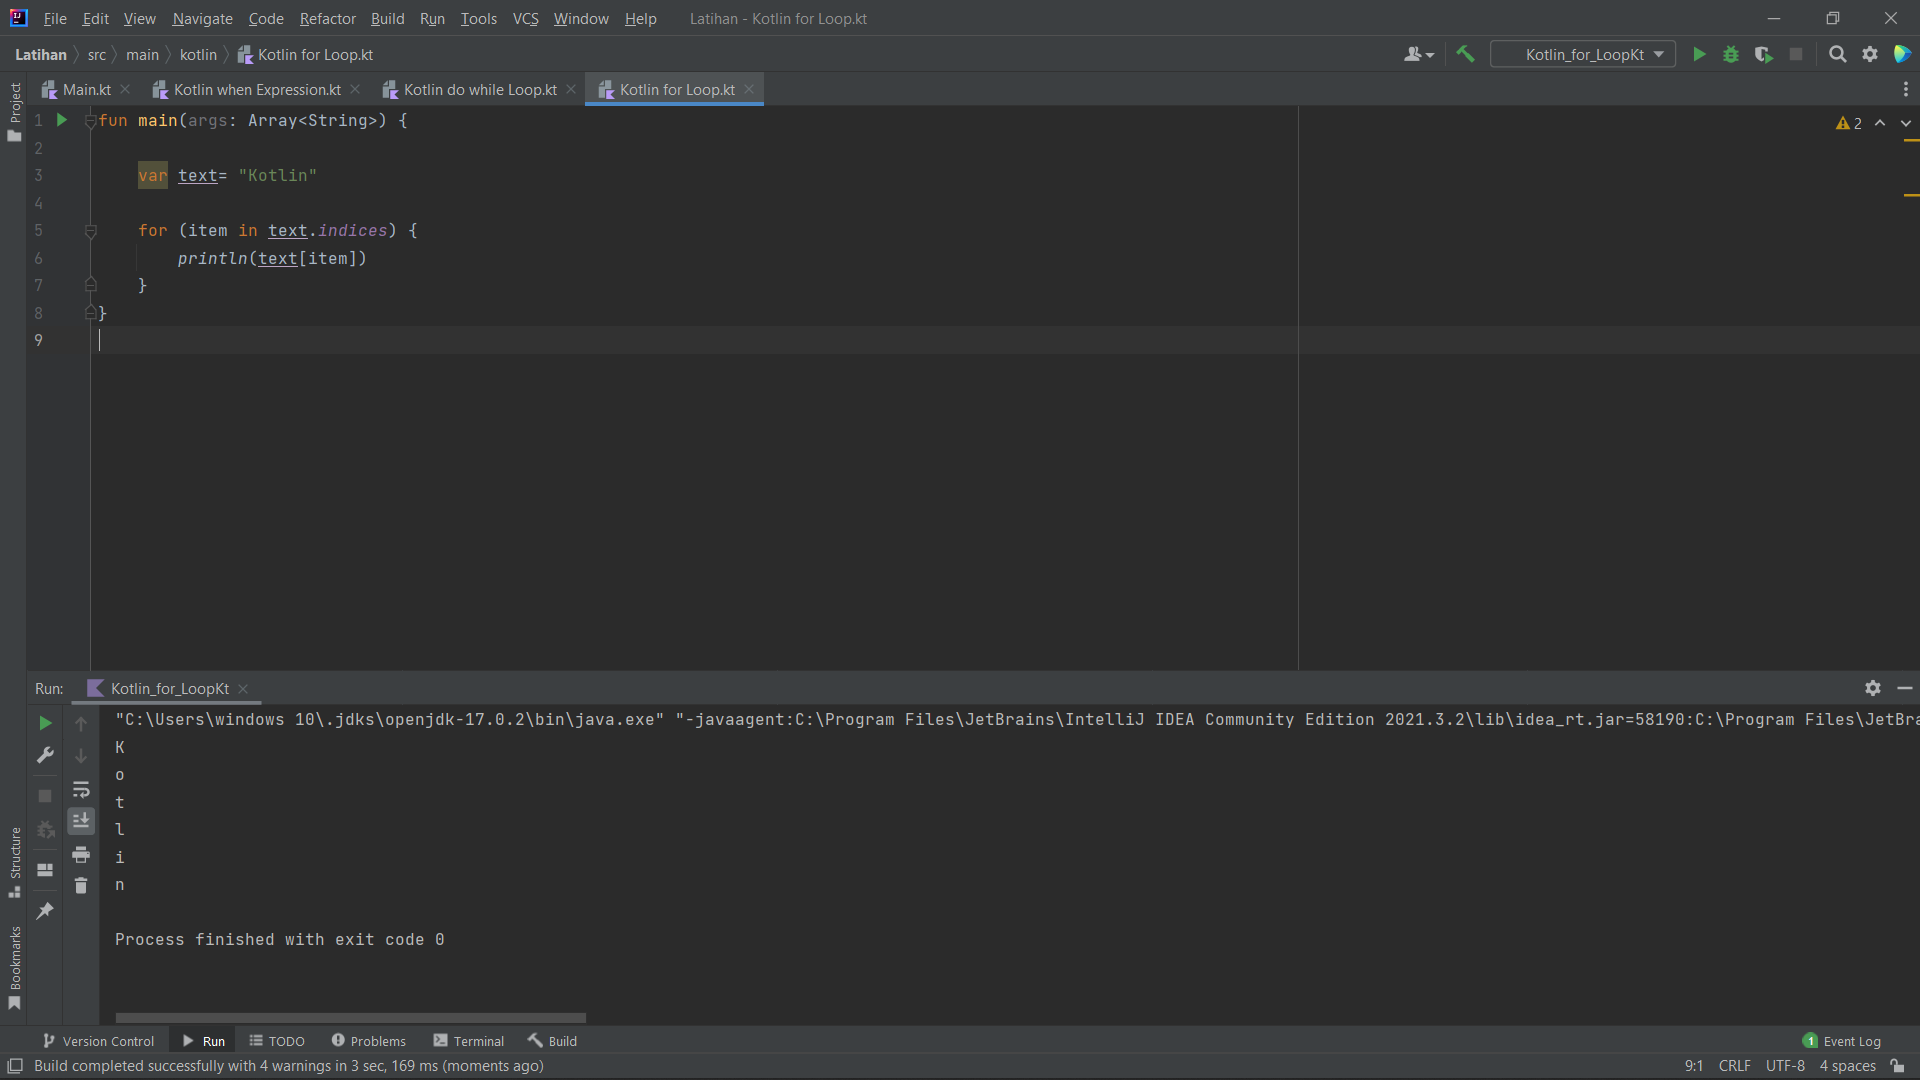 File Edit View Navigate Code Refactor Build Run Tools VCS Window Help Latihan - Kotlin for Loop.kt
Latihan src main kotlin Kotlin for Loop.kt Kotlin_for_LoopKt
Main.kt Kotlin when Expression.kt Kotlin do while Loop.kt Kotlin for Loop.kt
Project
1 fun main(args: Array<String>) { 2
2
3 var text= "Kotlin"
4
5 for (item in text.indices) {
6 println(text[item])
7 }
8 }
9
Run: Kotlin_for_LoopKt
"C:\Users\windows 10\.jdks\openjdk-17.0.2\bin\java.exe" "-javaagent:C:\Program Files\JetBrains\IntelliJ IDEA Community Edition 2021.3.2\lib\idea_rt.jar=58190:C:\Program Files\JetBra
K
o
t
l
i
n
Process finished with exit code 0
Structure
Bookmarks
Version Control Run TODO Problems Terminal Build 1 Event Log
Build completed successfully with 4 warnings in 3 sec, 169 ms (moments ago) 9:1 CRLF UTF-8 4 spaces